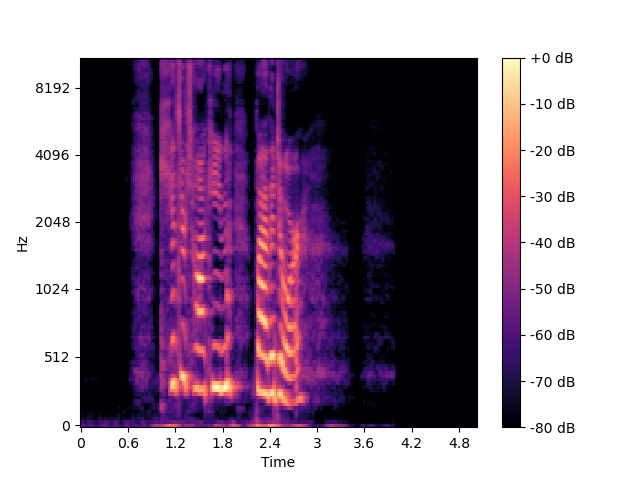 +0 dB
8192
-10 dB
4096
-20 dB
-30 dB
2048
Hz
-40 dB
1024
-50 dB
-60 dB
512
-70 dB
0
-80 dB
0 0.6 1.2 1.8 2.4 3 3.6 4.2 4.8
Time